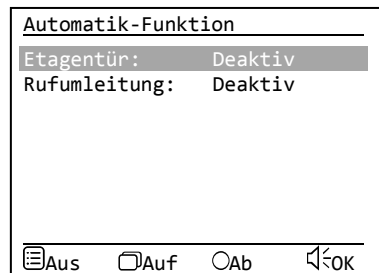 Automatik-Funktion
Etagentür: Deaktiv
Rufumleitung: Deaktiv
Aus Auf Ab OK